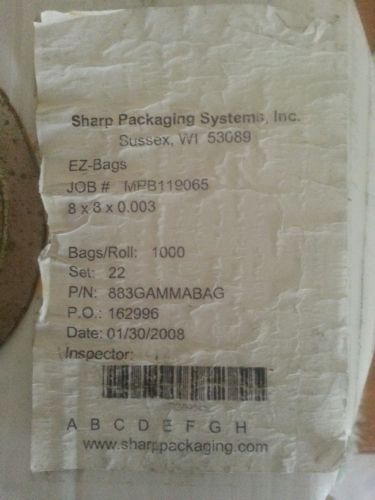 Sharp Packaging Systems, Inc.
Sussex, WI 53089
EZ-Bags
JOB # MPB119065
8 x 8 x 0.003
Bags/Roll: 1000
Set: 22
P/N: 883GAMMABAG
P.O.: 162996
Date: 01/30/2008
Inspector:
A B C D E F G H
www.sharppackaging.com